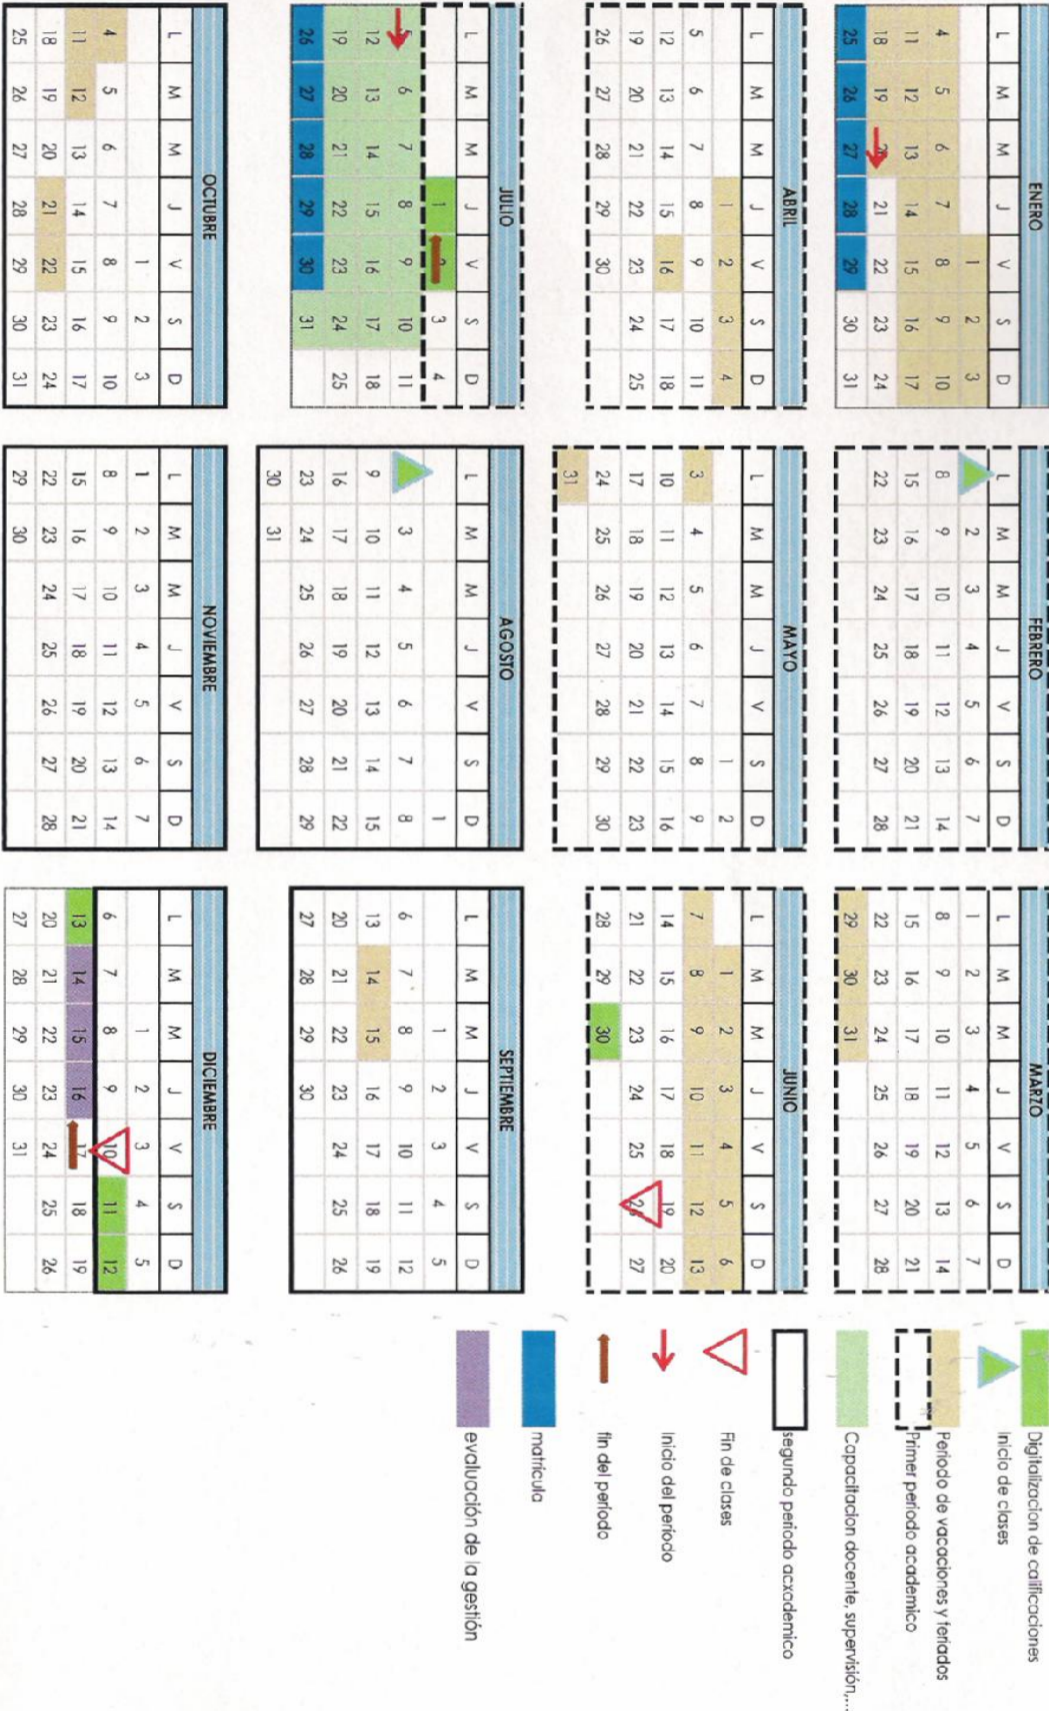 ENERO
L M M J V S D
1 2 3
4 5 6 7 8 9 10
11 12 13 14 15 16 17
18 19 21 22 23 24
25 26 27 28 29 30 31
FEBRERO
L M M J V S D
2 3 4 5 6 7
8 9 10 11 12 13 14
15 16 17 18 19 20 21
22 23 24 25 26 27 28
MARZO
L M M J V S D
1 2 3 4 5 6 7
8 9 10 11 12 13 14
15 16 17 18 19 20 21
22 23 24 25 26 27 28
29 30 31
ABRIL
L M M J V S D
1 2 3 4
5 6 7 8 9 10 11
12 13 14 15 16 17 18
19 20 21 22 23 24 25
26 27 28 29 30
MAYO
L M M J V S D
1 2
3 4 5 6 7 8 9
10 11 12 13 14 15 16
17 18 19 20 21 22 23
24 25 26 27 28 29 30
31
JUNIO
L M M J V S D
1 2 3 4 5 6
7 8 9 10 11 12 13
14 15 16 17 18 19 20
21 22 23 24 25 26 27
28 29 30
JULIO
L M M J V S D
1 3 4
6 7 8 9 10 11
12 13 14 15 16 17 18
19 20 21 22 23 24 25
26 27 28 29 30 31
AGOSTO
L M M J V S D
1
3 4 5 6 7 8
9 10 11 12 13 14 15
16 17 18 19 20 21 22
23 24 25 26 27 28 29
30 31
SEPTIEMBRE
L M M J V S D
1 2 3 4 5
6 7 8 9 10 11 12
13 14 15 16 17 18 19
20 21 22 23 24 25 26
27 28 29 30
OCTUBRE
L M M J V S D
1 2 3
4 5 6 7 8 9 10
11 12 13 14 15 16 17
18 19 20 21 22 23 24
25 26 27 28 29 30 31
NOVIEMBRE
L M M J V S D
1 2 3 4 5 6 7
8 9 10 11 12 13 14
15 16 17 18 19 20 21
22 23 24 25 26 27 28
29 30
DICIEMBRE
L M M J V S D
1 2 3 4 5
6 7 8 9 10 11 12
13 14 15 16 17 18 19
20 21 22 23 24 25 26
27 28 29 30 31
Digitalizacion de calificaciones
Inicio de clases
Periodo de vacaciones y feriados
Primer periodo academico
Capacitacion docente, supervisión,...
segundo periodo acxademico
Fin de clases
Inicio del período
fin del período
matricula
evaluación de la gestión